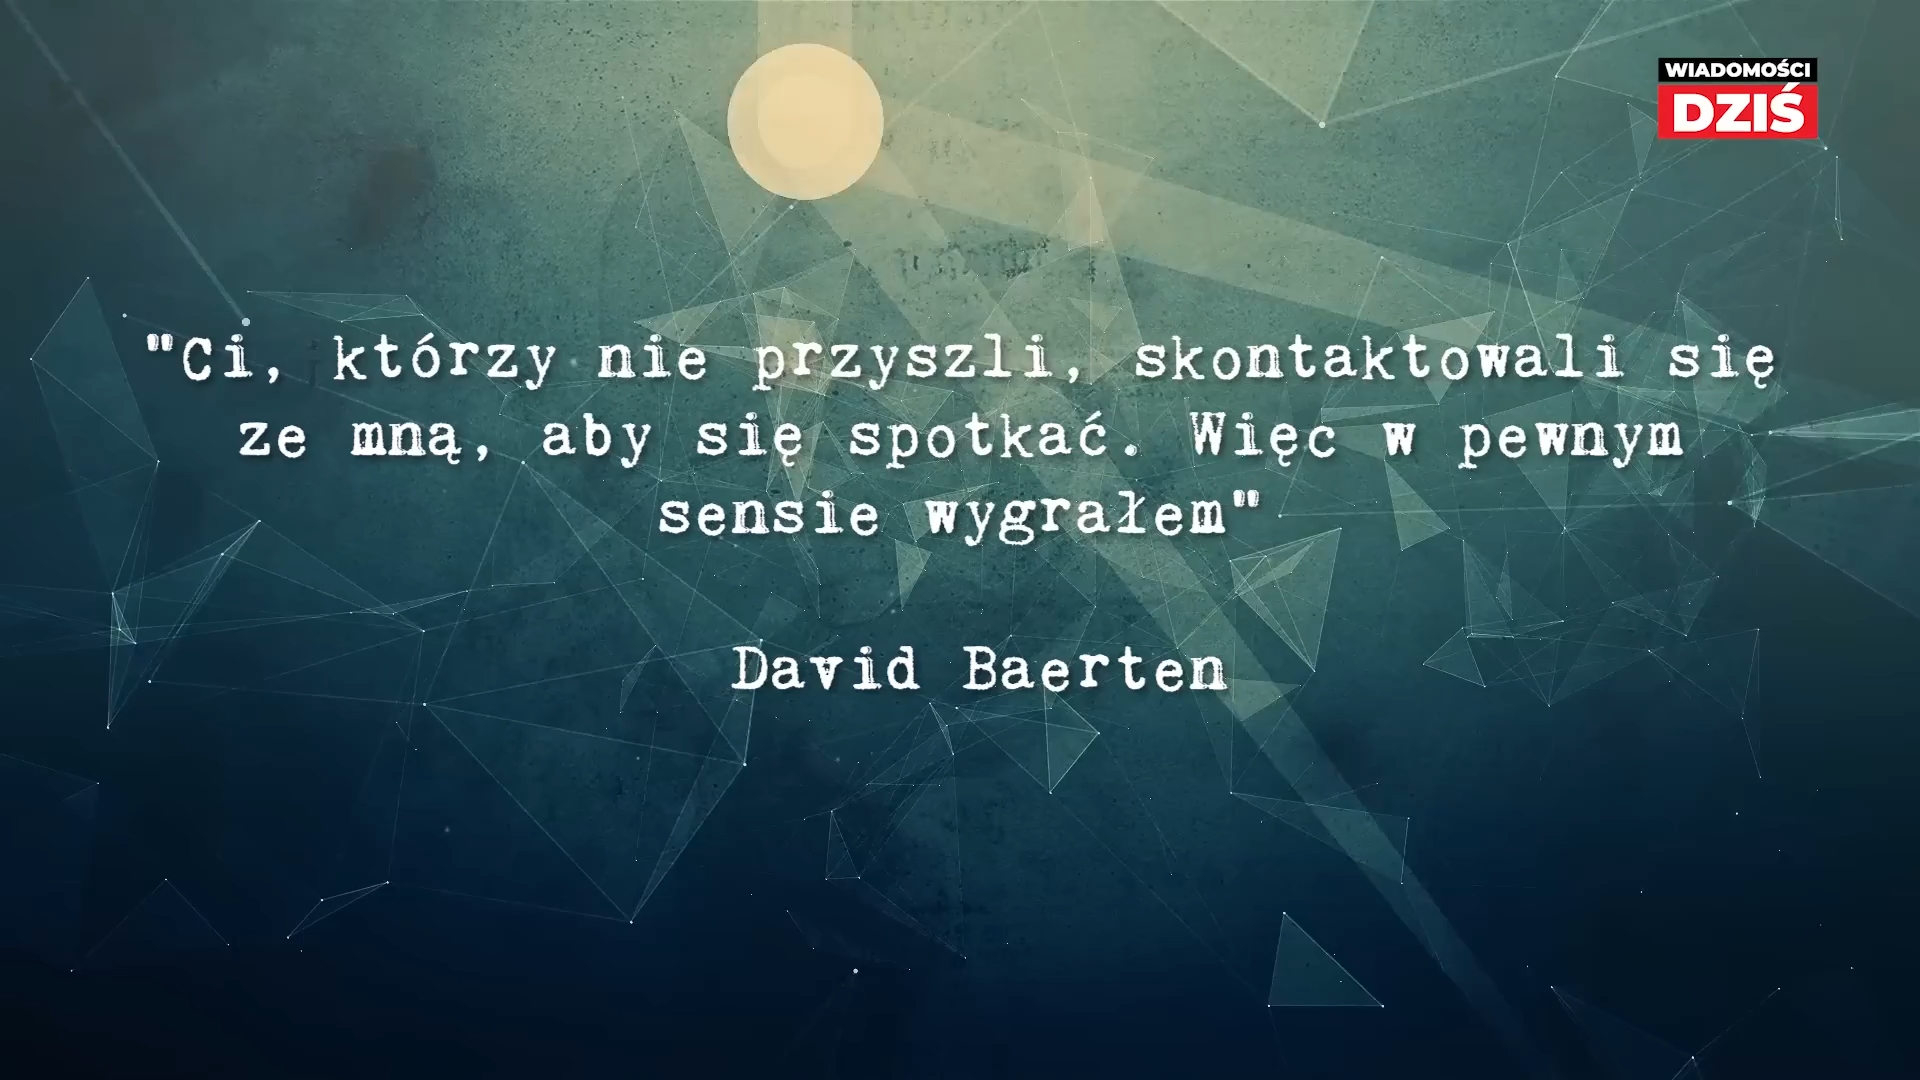 WIADOMOŚCI
DZIŚ
"Ci, którzy nie przyszli, skontaktowali się
ze mną, aby się spotkać. Więc w pewnym
sensie wygrałem"
David Baerten